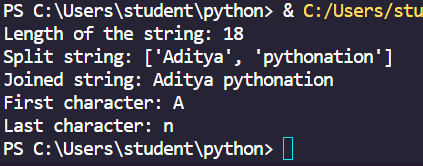 PS C:\Users\student\python> & C:/Users/stu
Length of the string: 18
Split string: ['Aditya', 'pythonation']
Joined string: Aditya pythonation
First character: A
Last character: n
PS C:\Users\student\python>